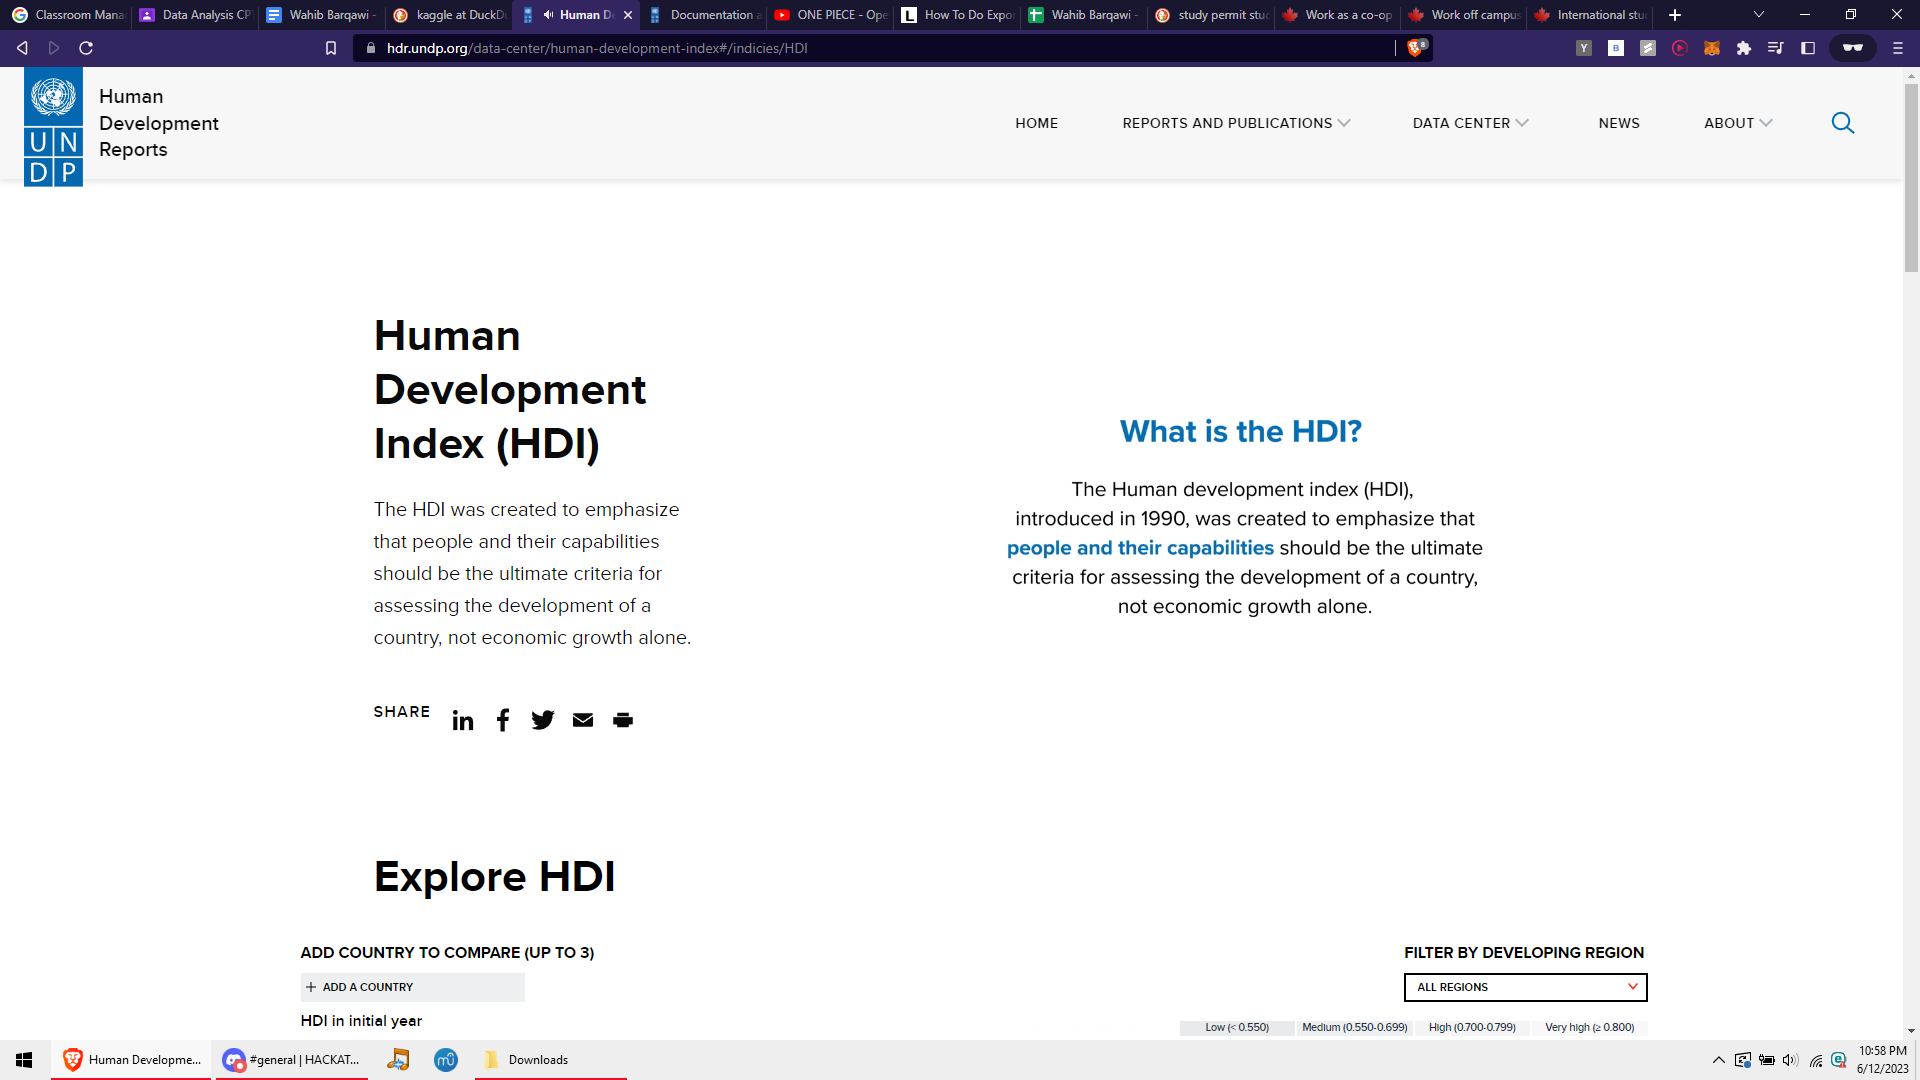 Classroom Mana
Data Analysis CP
Wahib Barqawi -
kaggle at DuckDu
Human D
Documentation a
ONE PIECE - Ope
How To Do Expor
Wahib Barqawi -
study permit stu
Work as a co-op
Work off campus
International stu
hdr.undp.org/data-center/human-development-index#/indicies/HDI
UN
DP
Human
Development
Reports
HOME
REPORTS AND PUBLICATIONS
DATA CENTER
NEWS
ABOUT
Human
Development
Index (HDI)
The HDI was created to emphasize
that people and their capabilities
should be the ultimate criteria for
assessing the development of a
country, not economic growth alone.
SHARE
What is the HDI?
The Human development index (HDI),
introduced in 1990, was created to emphasize that
people and their capabilities should be the ultimate
criteria for assessing the development of a country,
not economic growth alone.
Explore HDI
ADD COUNTRY TO COMPARE (UP TO 3)
+ ADD A COUNTRY
HDI in initial year
FILTER BY DEVELOPING REGION
ALL REGIONS
Low (< 0.550)
Medium (0.550-0.699)
High (0.700-0.799)
Very high (≥ 0.800)
Human Developme...
#general | HACKAT...
Downloads
10:58 PM
6/12/2023